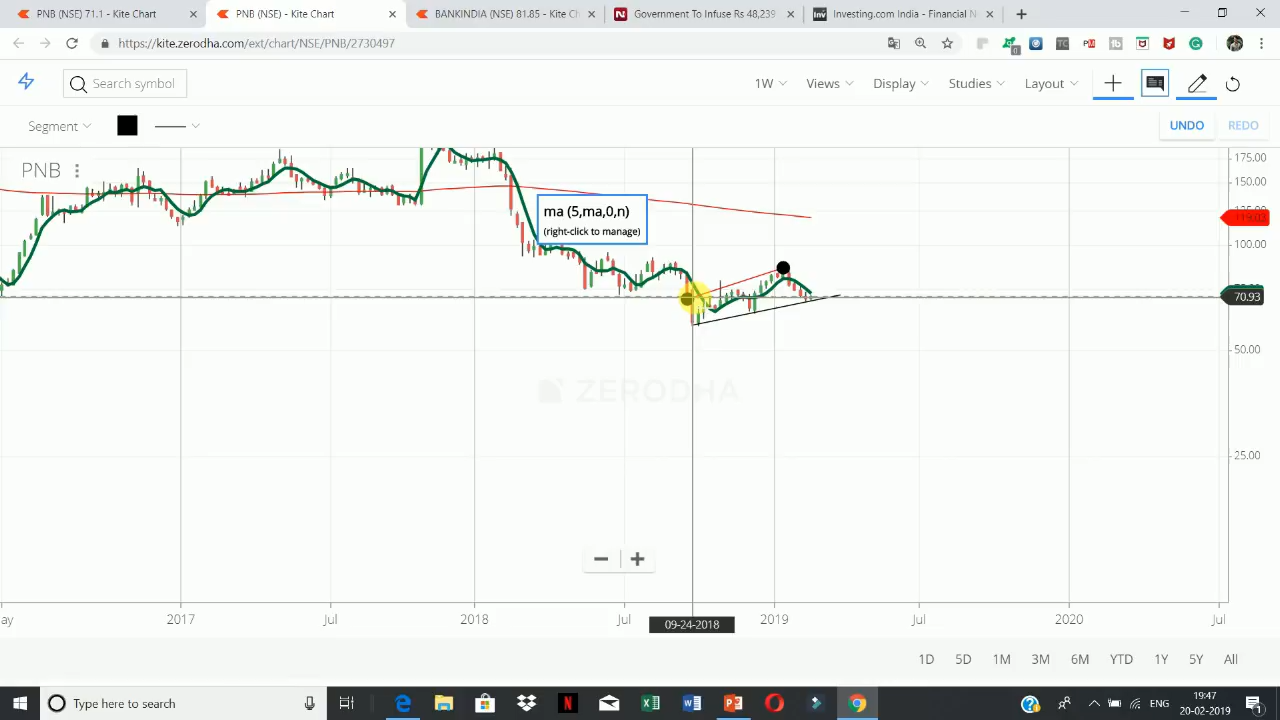 PNB (NSE) 71.1 - Kite Chart
PNB (NSE) - Kite Chart
BANKINDIA (NSE) 81.85 - Kite Ch
Government To Infuse Rs 48,239
Investing.com India - Financial N
https://kite.zerodha.com/ext/chart/NSE/PNB/2730497
Search symbol
1W
Views
Display
Studies
Layout
Segment
UNDO
REDO
PNB
ma (5,ma,0,n)
(right-click to manage)
175.00
150.00
119.03
100.00
70.93
50.00
25.00
ZERODHA
ay
2017
Jul
2018
Jul
09-24-2018
2019
Jul
2020
Jul
1D
5D
1M
3M
6M
YTD
1Y
5Y
All
Type here to search
ENG
19:47
20-02-2019